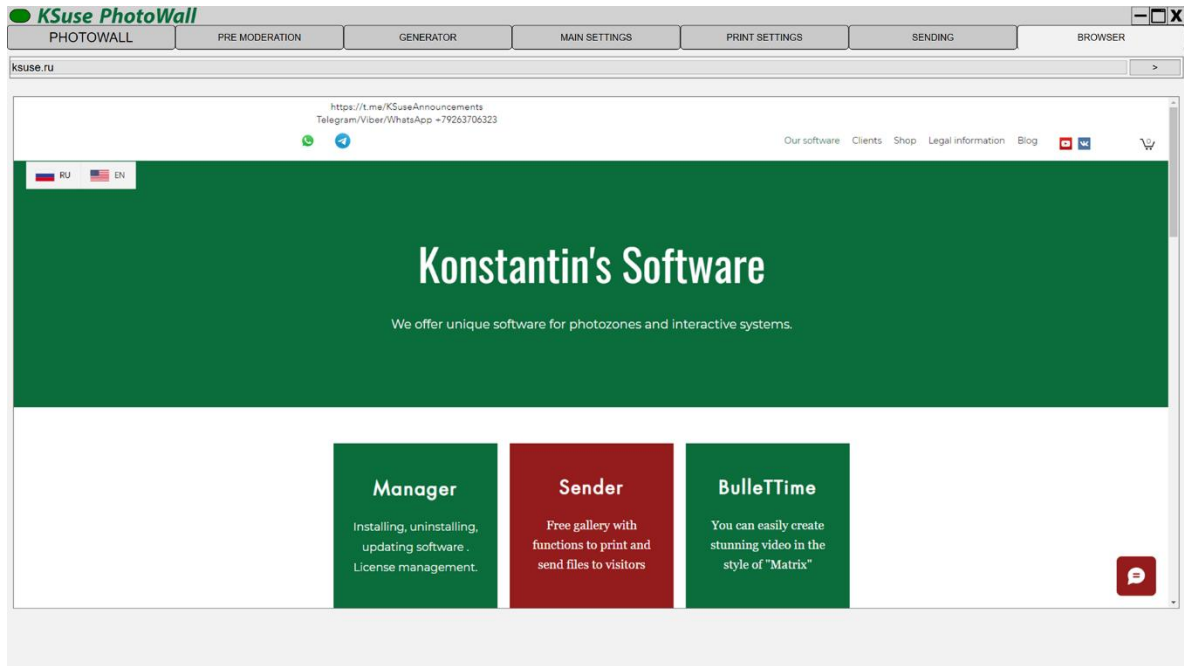 KSuse PhotoWall
PHOTOWALL PRE MODERATION GENERATOR MAIN SETTINGS PRINT SETTINGS SENDING BROWSER
ksuse.ru >
https://t.me/KSuseAnnouncements
Telegram/Viber/WhatsApp +79263706323
Our software Clients Shop Legal information Blog
RU EN
Konstantin's Software
We offer unique software for photozones and interactive systems.
Manager
Installing, uninstalling,
updating software .
License management.
Sender
Free gallery with
functions to print and
send files to visitors
BulleTTime
You can easily create
stunning video in the
style of "Matrix"